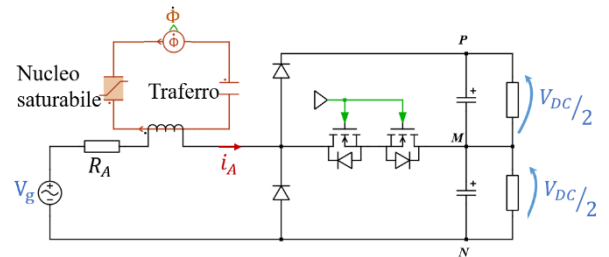 Φ̇
Φ̇
Nucleo
saturabile
Traferro
P
V_DC/2
R_A
i_A
M
V_g
V_DC/2
N